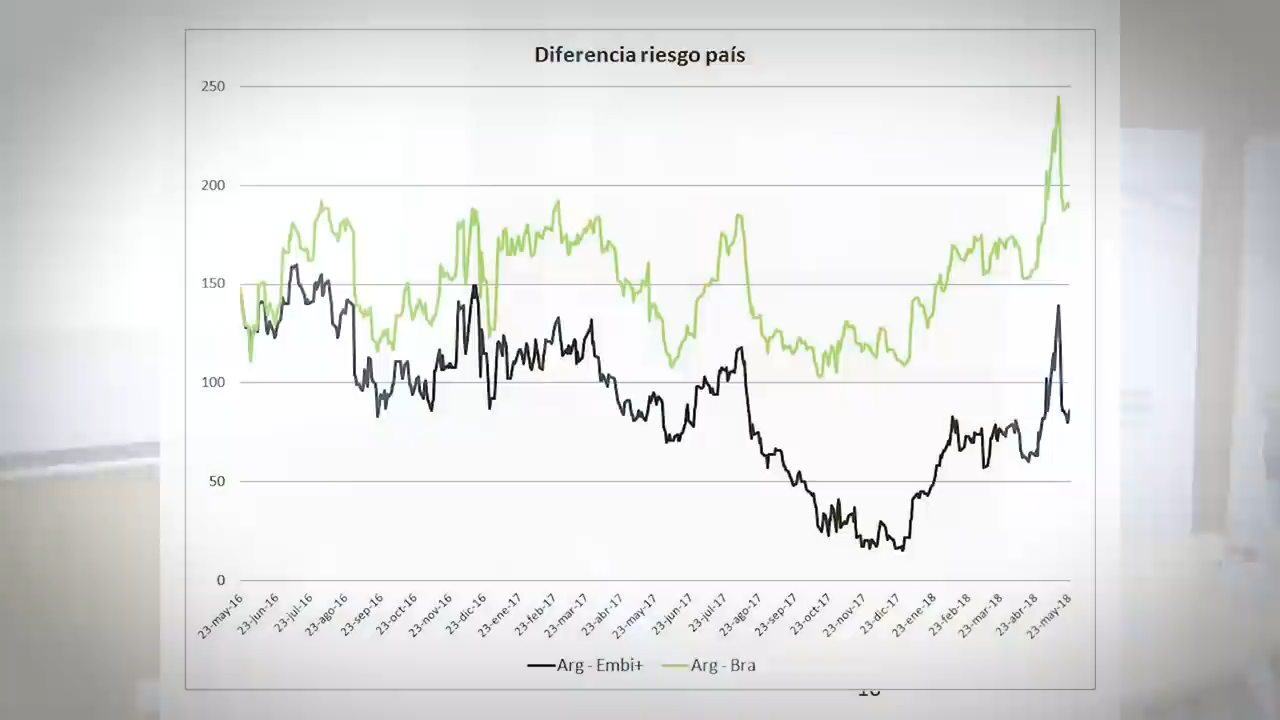 Diferencia riesgo país
250
200
150
100
50
0
23-may-16
23-jun-16
23-jul-16
23-ago-16
23-sep-16
23-oct-16
23-nov-16
23-dic-16
23-ene-17
23-feb-17
23-mar-17
23-abr-17
23-may-17
23-jun-17
23-jul-17
23-ago-17
23-sep-17
23-oct-17
23-nov-17
23-dic-17
23-ene-18
23-feb-18
23-mar-18
23-abr-18
23-may-18
Arg - Embi+ Arg - Bra